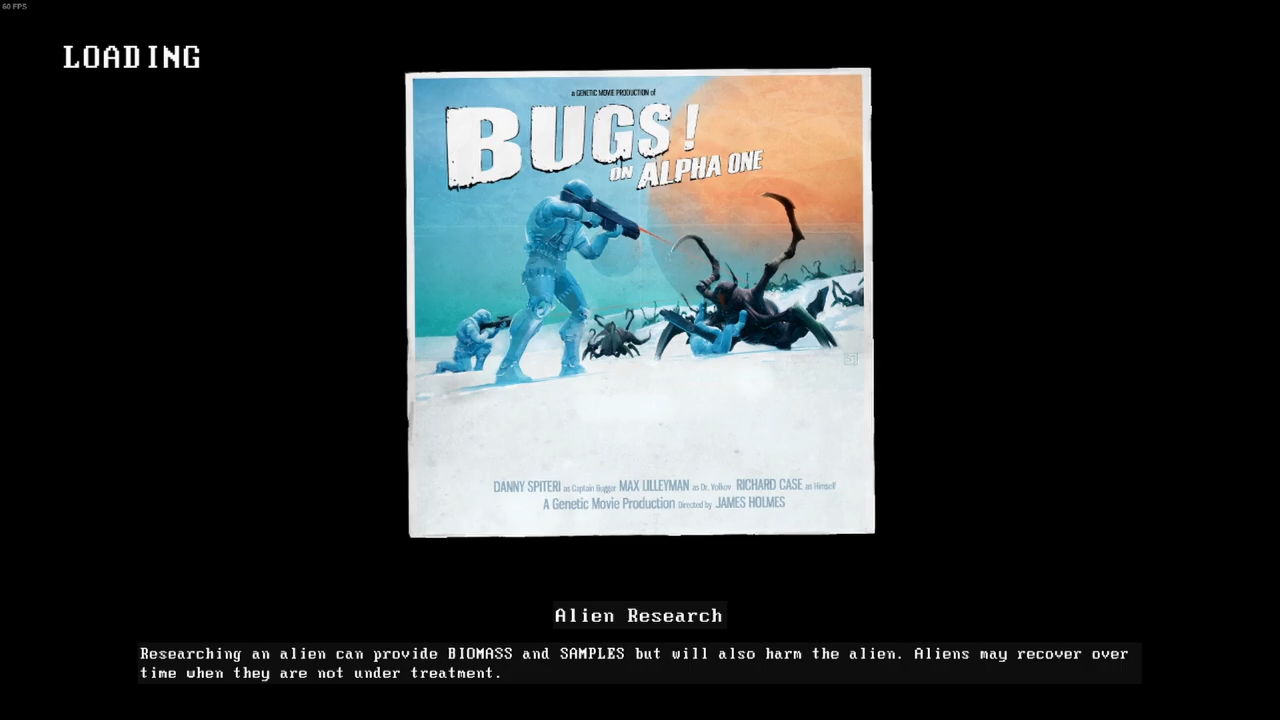 60 FPS
LOADING
a GENETIC MOVIE PRODUCTION of
BUGS!
ON ALPHA ONE
DANNY SPITERI as Captain Hugger MAX LILLEYMAN as Dr. Volkov RICHARD CASE as Himself
A Genetic Movie Production Directed by JAMES HOLMES
Alien Research
Researching an alien can provide BIOMASS and SAMPLES but will also harm the alien. Aliens may recover over
time when they are not under treatment.